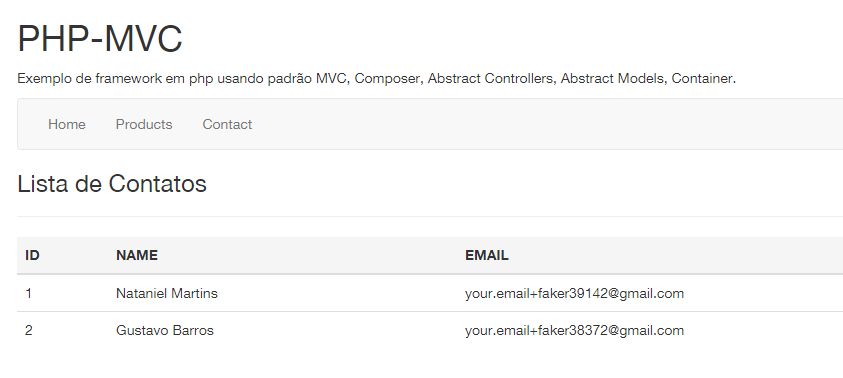 PHP-MVC
Exemplo de framework em php usando padrão MVC, Composer, Abstract Controllers, Abstract Models, Container.
Home Products Contact
Lista de Contatos
ID NAME EMAIL
1 Nataniel Martins your.email+faker39142@gmail.com
2 Gustavo Barros your.email+faker38372@gmail.com